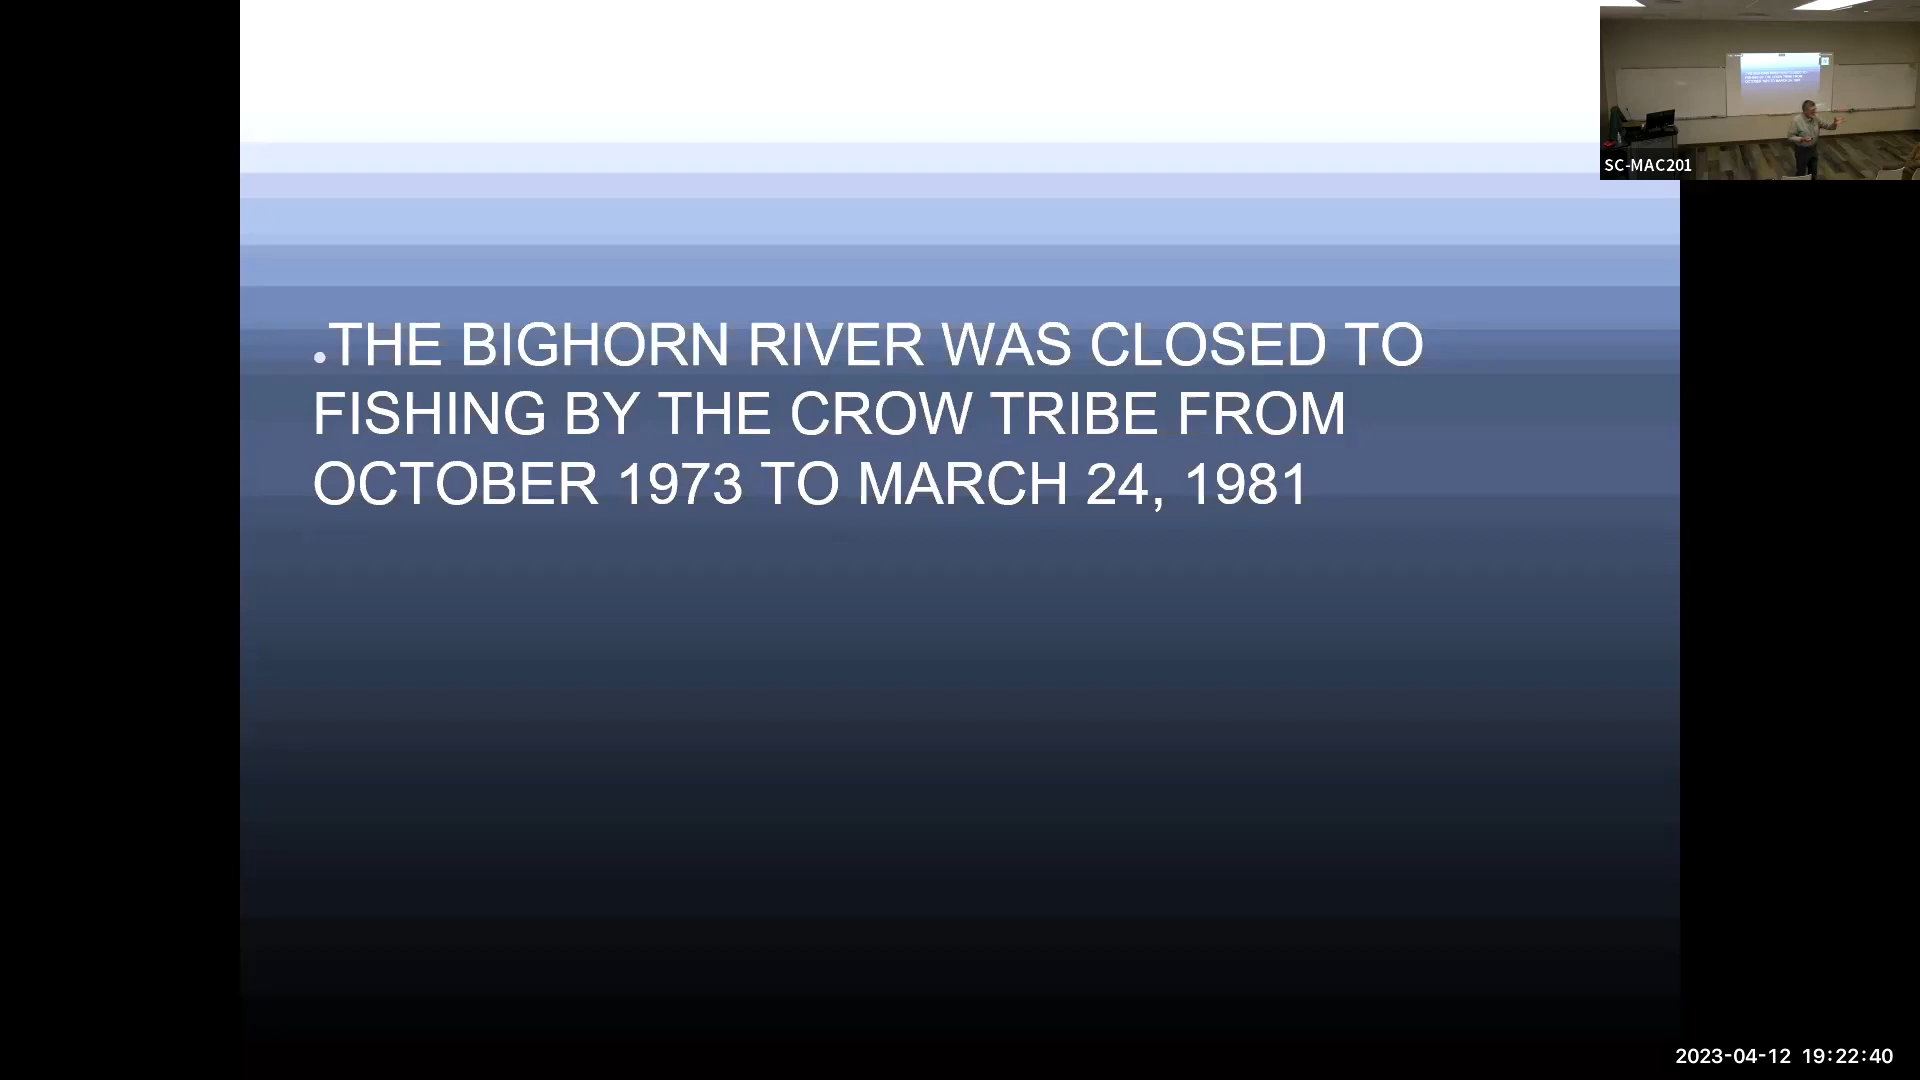 SC-MAC201
.THE BIGHORN RIVER WAS CLOSED TO
FISHING BY THE CROW TRIBE FROM
OCTOBER 1973 TO MARCH 24, 1981
2023-04-12 19:22:40